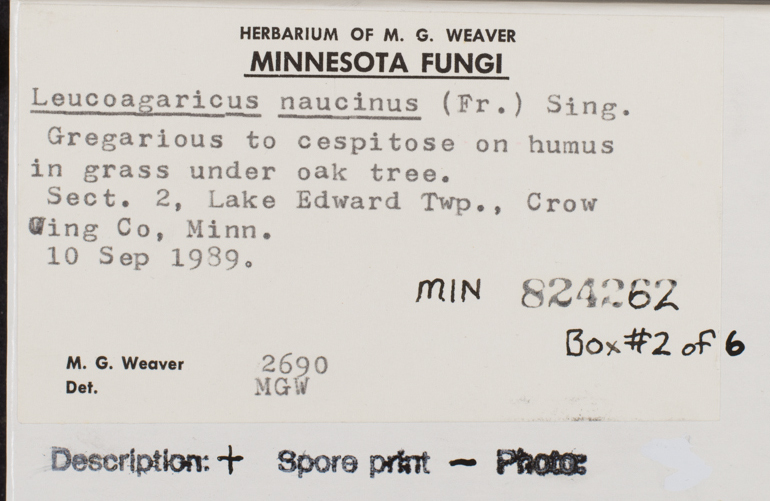 HERBARIUM OF M. G. WEAVER
MINNESOTA FUNGI
Leucoagaricus naucinus (Fr.) Sing.
Gregarious to cespitose on humus
in grass under oak tree.
Sect. 2, Lake Edward Twp., Crow
Wing Co, Minn.
10 Sep 1989.
MIN 824262
Box #2 of 6
M. G. Weaver 2690
Det. MGW
Description: + Spore print - Photo: